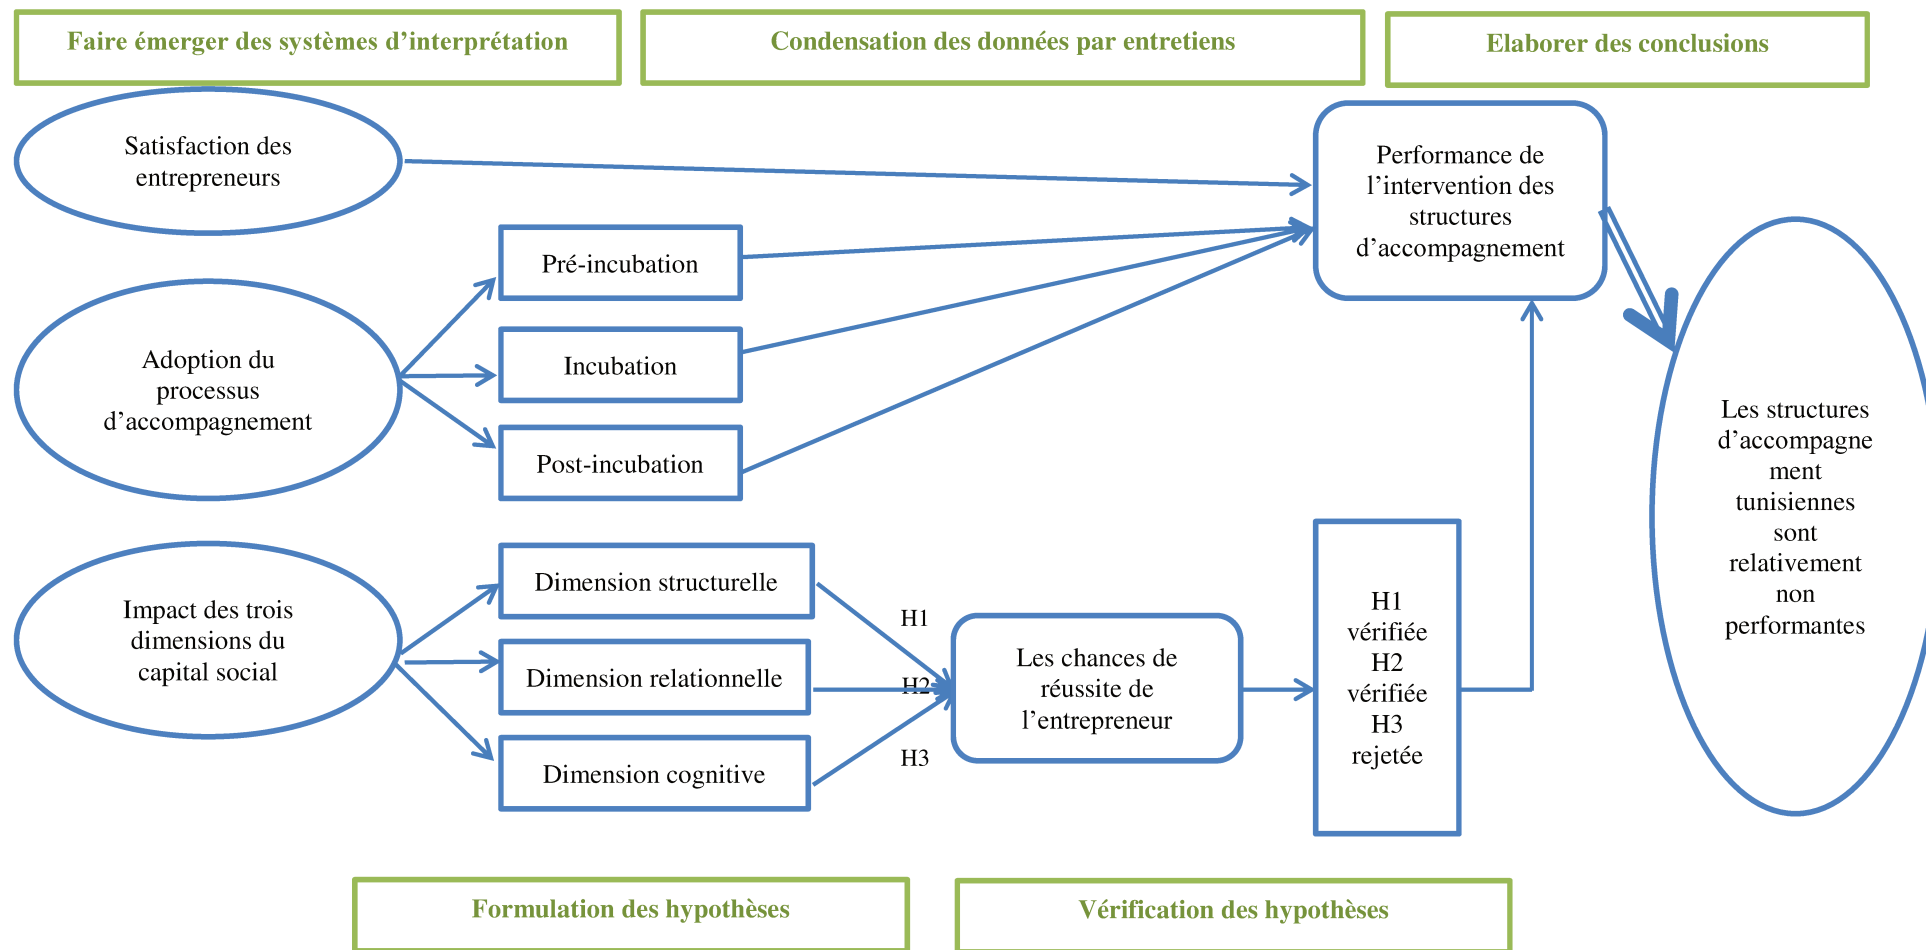 Faire émerger des systèmes d’interprétation
Condensation des données par entretiens
Elaborer des conclusions
Satisfaction des
entrepreneurs
Performance de
l’intervention des
structures
d’accompagnement
Pré-incubation
Adoption du
processus
d’accompagnement
Incubation
Post-incubation
Les structures
d’accompagne
ment
tunisiennes
sont
relativement
non
performantes
Impact des trois
dimensions du
capital social
Dimension structurelle
H1
Dimension relationnelle
H2
Dimension cognitive
H3
Les chances de
réussite de
l’entrepreneur
H1
vérifiée
H2
vérifiée
H3
rejetée
Formulation des hypothèses
Vérification des hypothèses